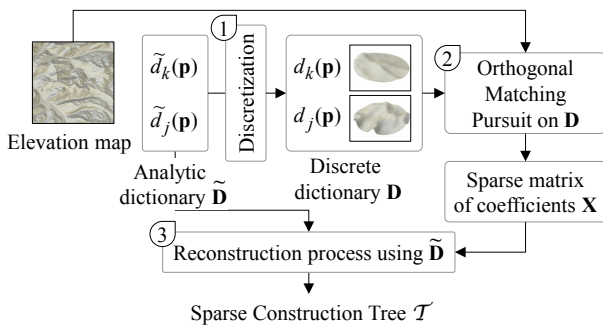 1
Discretization
d̃ₖ(p)
d̃ⱼ(p)
dₖ(p)
dⱼ(p)
2
Orthogonal
Matching
Pursuit on D
Elevation map
Analytic
dictionary D̃
Discrete
dictionary D
Sparse matrix
of coefficients X
3
Reconstruction process using D̃
Sparse Construction Tree 𝒯